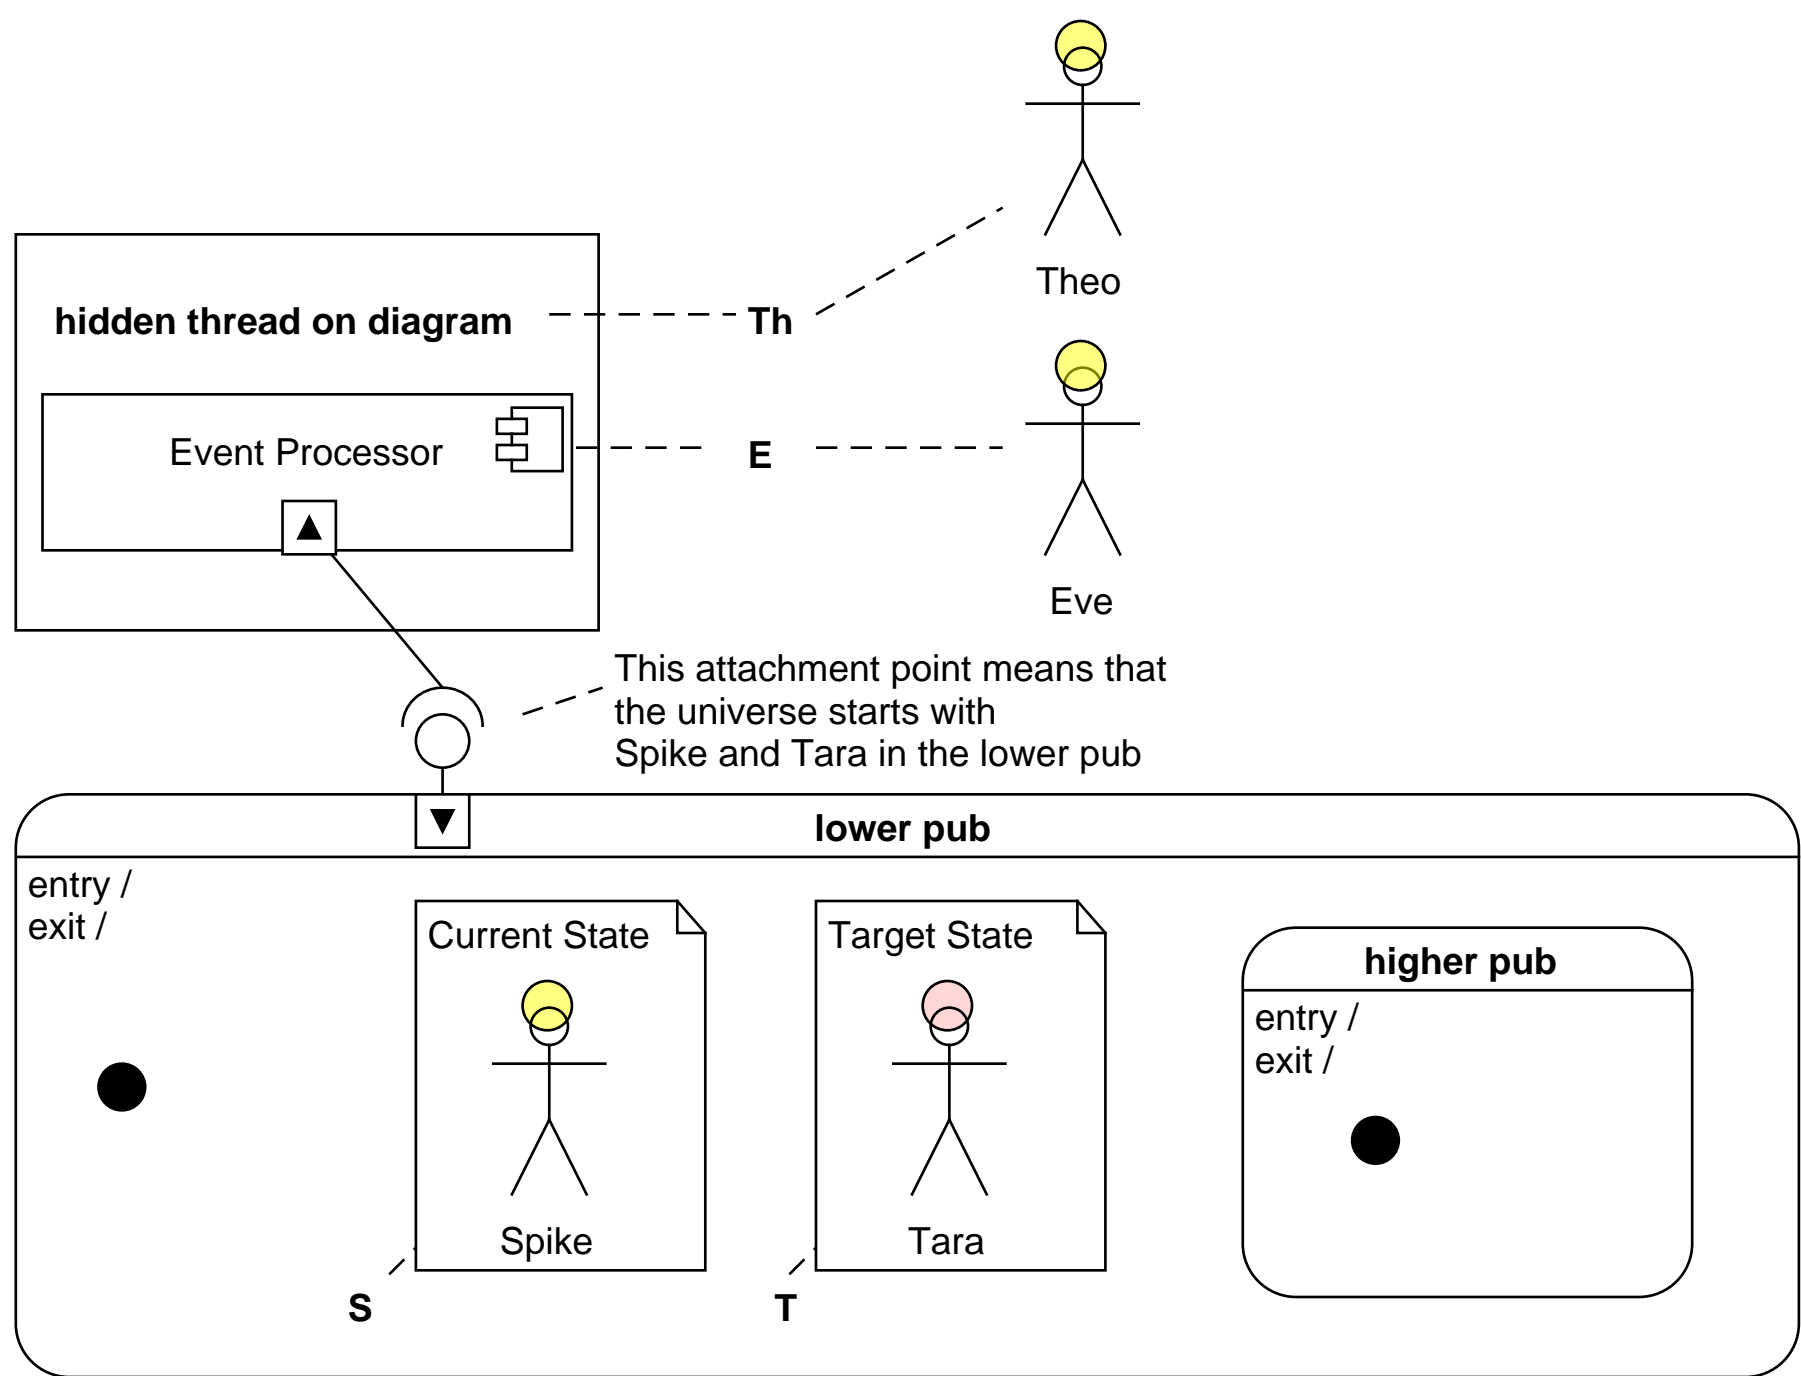 Theo
hidden thread on diagram
Th
Event Processor
E
Eve
This attachment point means that
the universe starts with
Spike and Tara in the lower pub
lower pub
entry /
exit /
Current State
Spike
S
Target State
Tara
T
higher pub
entry /
exit /